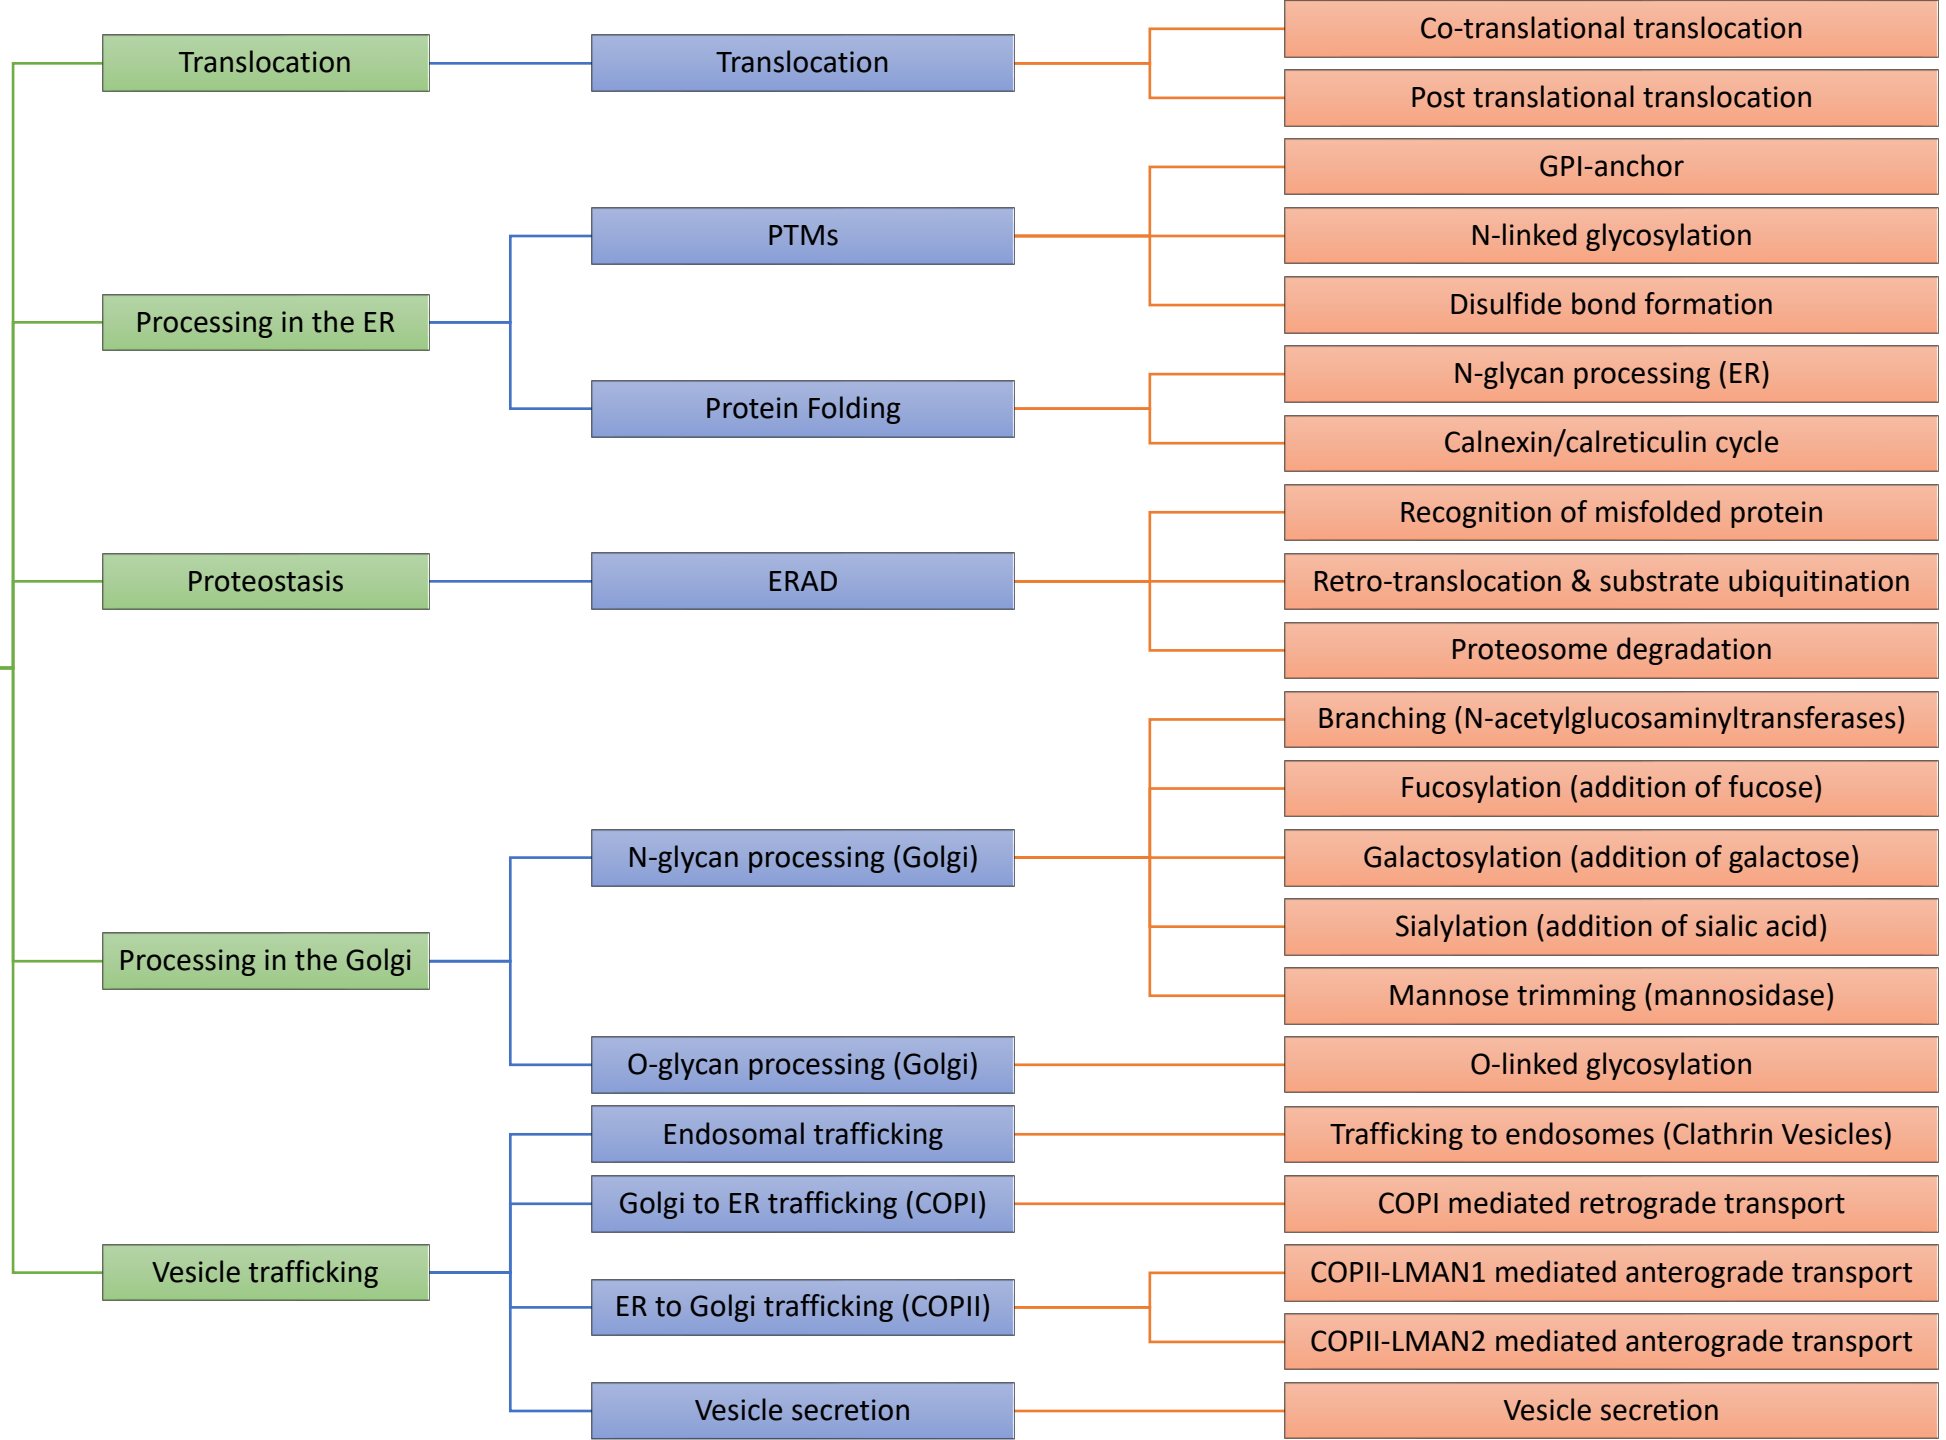 Translocation
Translocation
Co-translational translocation
Post translational translocation
Processing in the ER
PTMs
GPI-anchor
N-linked glycosylation
Disulfide bond formation
Protein Folding
N-glycan processing (ER)
Calnexin/calreticulin cycle
Proteostasis
ERAD
Recognition of misfolded protein
Retro-translocation & substrate ubiquitination
Proteosome degradation
Processing in the Golgi
N-glycan processing (Golgi)
Branching (N-acetylglucosaminyltransferases)
Fucosylation (addition of fucose)
Galactosylation (addition of galactose)
Sialylation (addition of sialic acid)
Mannose trimming (mannosidase)
O-glycan processing (Golgi)
O-linked glycosylation
Vesicle trafficking
Endosomal trafficking
Trafficking to endosomes (Clathrin Vesicles)
Golgi to ER trafficking (COPI)
COPI mediated retrograde transport
ER to Golgi trafficking (COPII)
COPII-LMAN1 mediated anterograde transport
COPII-LMAN2 mediated anterograde transport
Vesicle secretion
Vesicle secretion